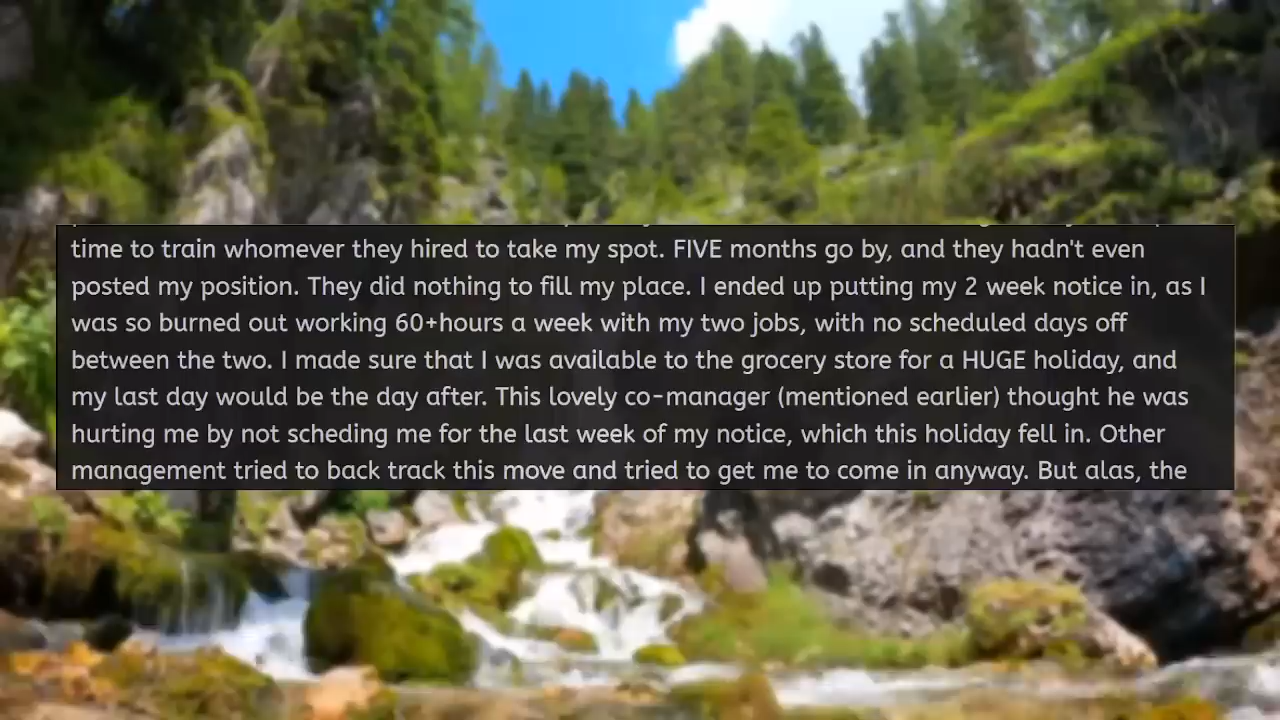 time to train whomever they hired to take my spot. FIVE months go by, and they hadn't even
posted my position. They did nothing to fill my place. I ended up putting my 2 week notice in, as I
was so burned out working 60+hours a week with my two jobs, with no scheduled days off
between the two. I made sure that I was available to the grocery store for a HUGE holiday, and
my last day would be the day after. This lovely co-manager (mentioned earlier) thought he was
hurting me by not scheding me for the last week of my notice, which this holiday fell in. Other
management tried to back track this move and tried to get me to come in anyway. But alas, the